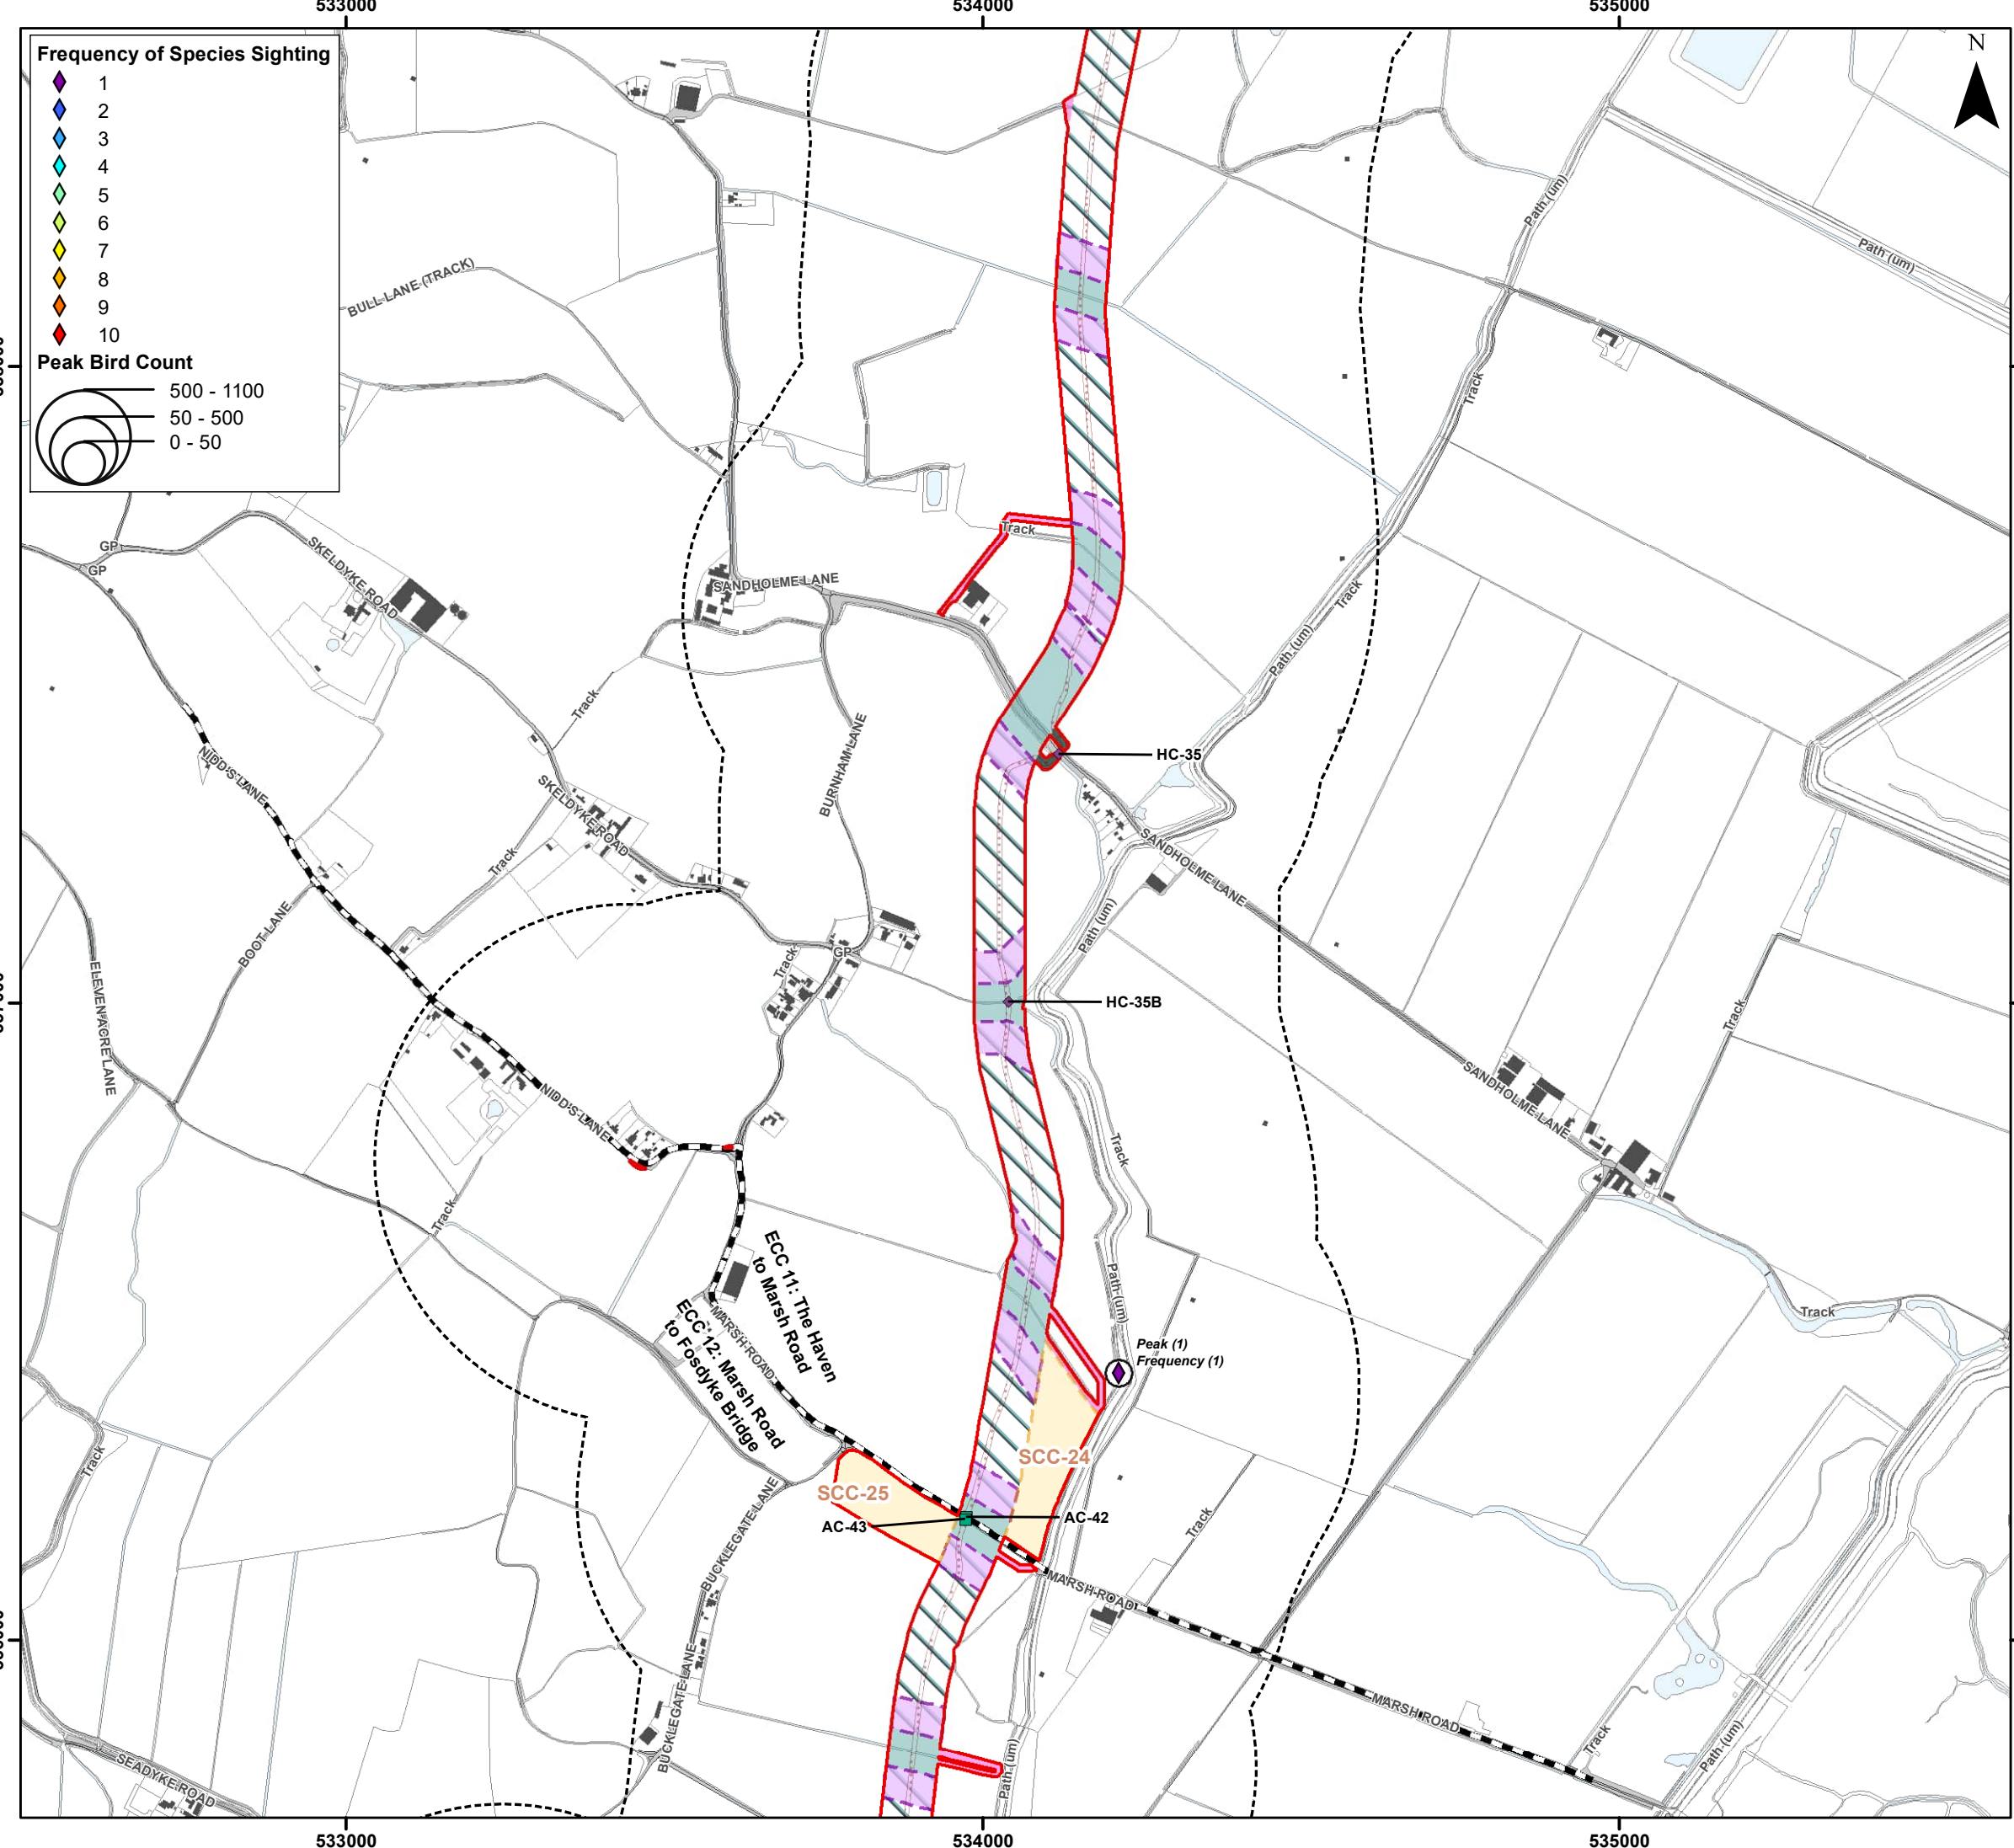 533000
534000
535000
N
Frequency of Species Sighting
1
2
3
4
5
6
7
8
9
10
Peak Bird Count
500 - 1100
50 - 500
0 - 50
BULL LANE (TRACK)
Path (um)
Path (um)
Track
Track
Path (um)
GP
GP
SKELDYKE ROAD
SANDHOLME LANE
Track
Track
BURNHAM LANE
HC-35
NIDD'S LANE
SKELDYKE ROAD
Track
SANDHOLME LANE
BOOT LANE
ELEVEN ACRE LANE
GP
Track
Path (um)
HC-35B
Track
NIDD'S LANE
SANDHOLME LANE
Track
Track
Path (um)
Track
ECC 11: The Haven
to Marsh Road
ECC 12: Marsh Road
to Fosdyke Bridge
MARSH ROAD
Peak (1)
Frequency (1)
SCC-24
SCC-25
AC-43
AC-42
Track
Track
BUCKLEGATE LANE
MARSH ROAD
BUCKLEGATE LANE
MARSH ROAD
Track
Path (um)
Path (um)
SEADYKE ROAD
533000
534000
535000